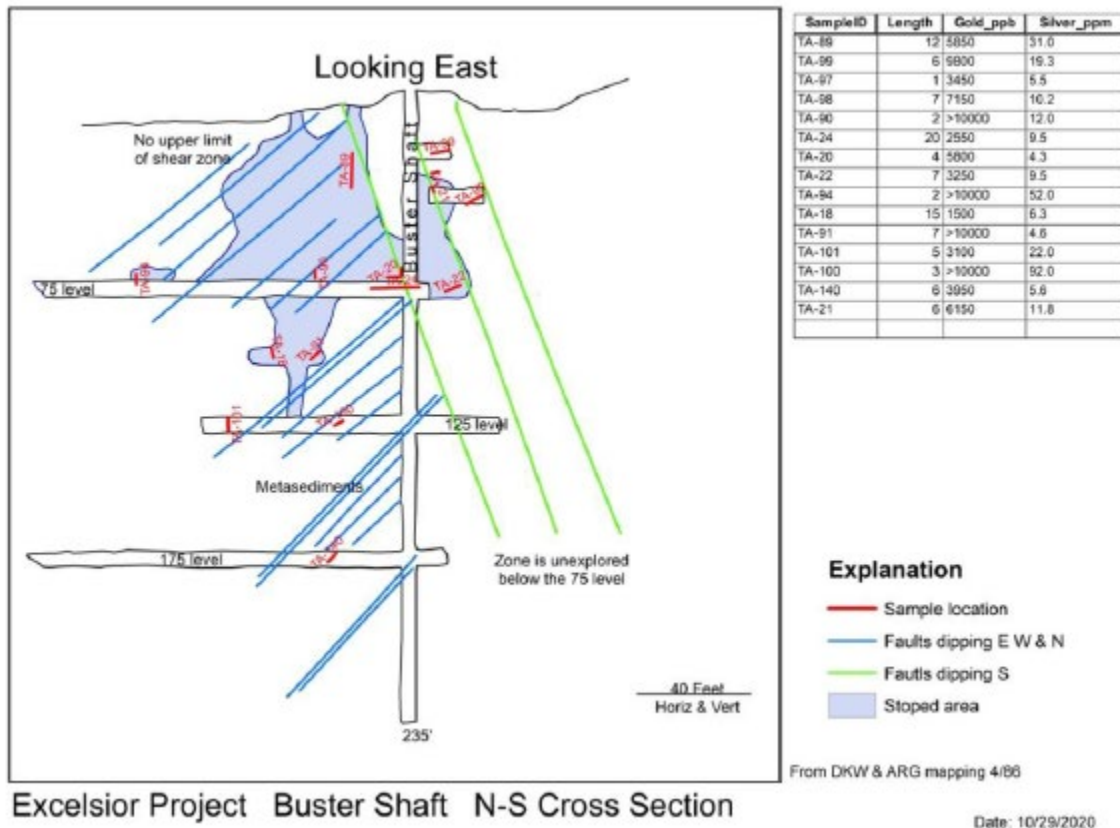 Looking East
No upper limit
of shear zone
Buster Shaft
TA-89
TA-22
75 level
TA-101
125 level
Metasediments
175 level
Zone is unexplored
below the 75 level
40 Feet
Horiz & Vert
235'
SampleID Length Gold_ppb Silver_ppm
TA-89 12 5850 31.0
TA-99 6 9800 19.3
TA-97 1 3450 5.5
TA-98 7 7150 10.2
TA-90 2 >10000 12.0
TA-24 20 2550 9.5
TA-20 4 5800 4.3
TA-22 7 3250 9.5
TA-94 2 >10000 52.0
TA-18 15 1500 6.3
TA-91 7 >10000 4.6
TA-101 5 3100 22.0
TA-100 3 >10000 92.0
TA-140 6 3950 5.6
TA-21 6 6150 11.8
Explanation
Sample location
Faults dipping E W & N
Fautls dipping S
Stoped area
From DKW & ARG mapping 4/86
Excelsior Project Buster Shaft N-S Cross Section
Date: 10/29/2020